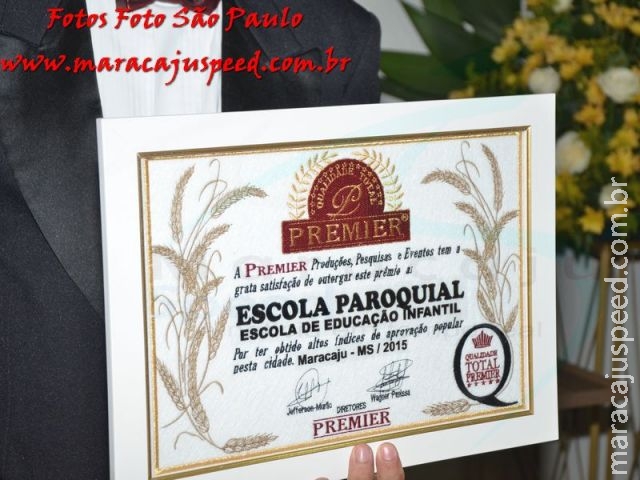 Fotos Foto São Paulo
www.maracajuspeed.com.br
QUALIDADE TOTAL
P
PREMIER
A PREMIER Produções, Pesquisas e Eventos tem a
grata satisfação de outorgar este prêmio a:
ESCOLA PAROQUIAL
ESCOLA DE EDUCAÇÃO INFANTIL
Por ter obtido altos índices de aprovação popular
nesta cidade. Maracaju - MS / 2015
QUALIDADE
TOTAL
PREMIER
DIRETORES
Wagner
PREMIER
maracajuspeed.com.br